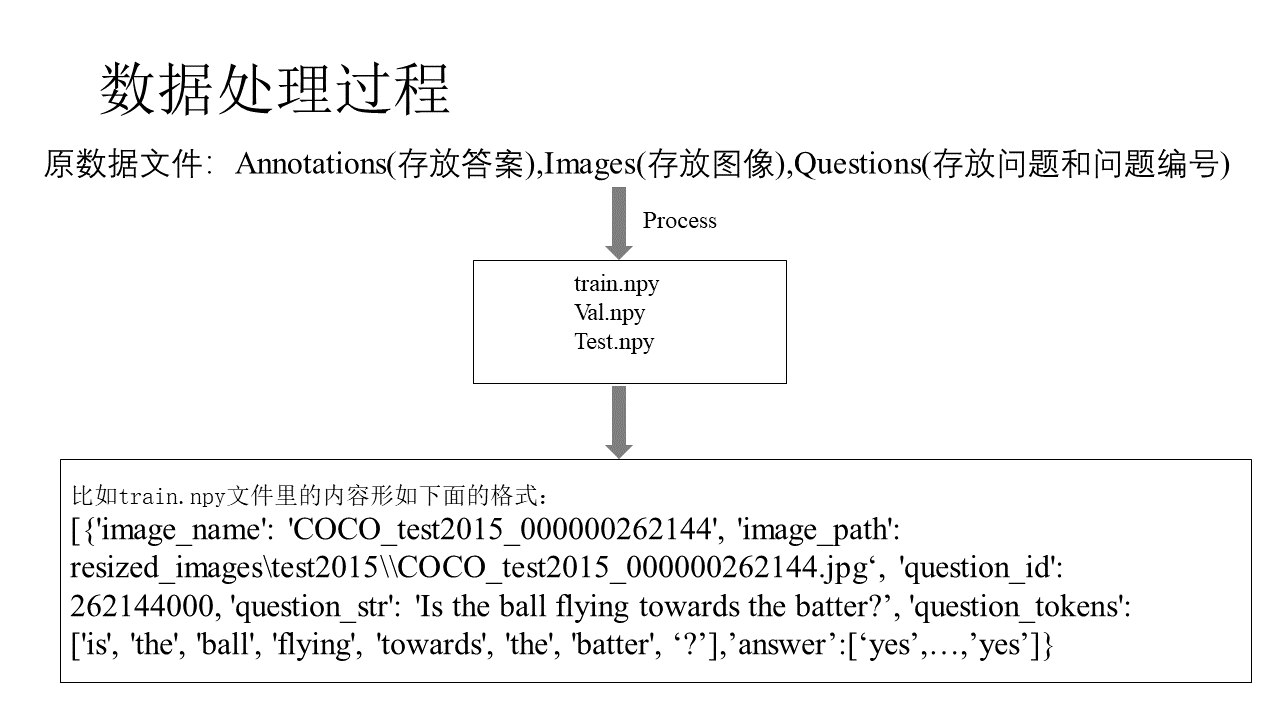 数据处理过程
原数据文件：Annotations(存放答案),Images(存放图像),Questions(存放问题和问题编号)
Process
train.npy
Val.npy
Test.npy
比如train.npy文件里的内容形如下面的格式：
[{'image_name': 'COCO_test2015_000000262144', 'image_path':
resized_images\test2015\\COCO_test2015_000000262144.jpg‘, 'question_id':
262144000, 'question_str': 'Is the ball flying towards the batter?’, 'question_tokens':
['is', 'the', 'ball', 'flying', 'towards', 'the', 'batter', ‘?’],’answer’:[‘yes’,…,’yes’]}